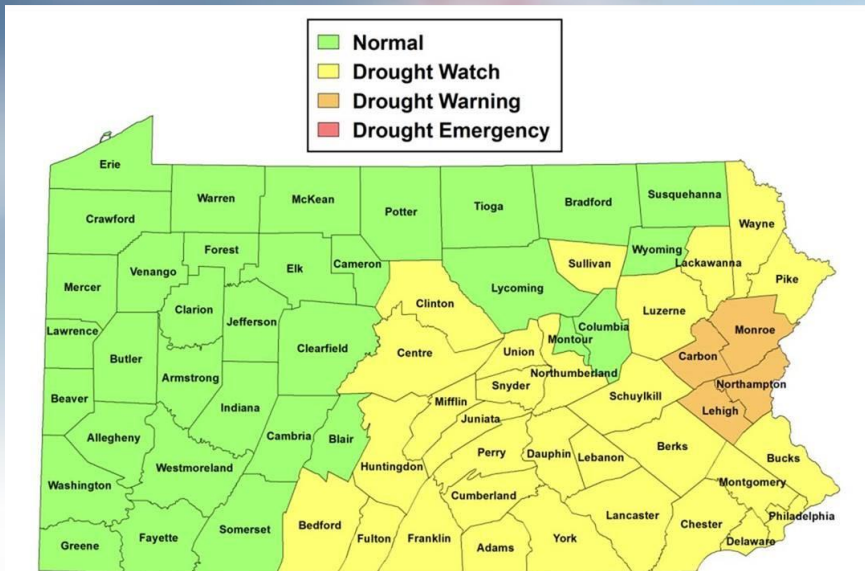 Normal
Drought Watch
Drought Warning
Drought Emergency
Erie
Warren
McKean
Potter
Tioga
Bradford
Susquehanna
Wayne
Crawford
Forest
Wyoming
Lackawanna
Venango
Elk
Cameron
Sullivan
Pike
Mercer
Clarion
Clinton
Lycoming
Luzerne
Lawrence
Jefferson
Columbia
Monroe
Butler
Clearfield
Centre
Union
Montour
Carbon
Armstrong
Snyder
Northumberland
Northampton
Beaver
Indiana
Mifflin
Schuylkill
Lehigh
Allegheny
Cambria
Blair
Juniata
Westmoreland
Huntingdon
Perry
Dauphin
Lebanon
Berks
Bucks
Washington
Cumberland
Montgomery
Greene
Fayette
Somerset
Bedford
Fulton
Franklin
Adams
York
Lancaster
Chester
Delaware
Philadelphia